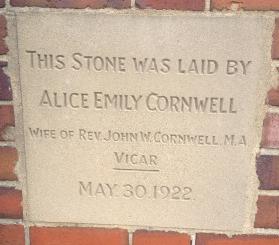 THIS STONE WAS LAID BY
ALICE EMILY CORNWELL
WIFE OF REV. JOHN W. CORNWELL, M.A
VICAR
MAY. 30. 1922.